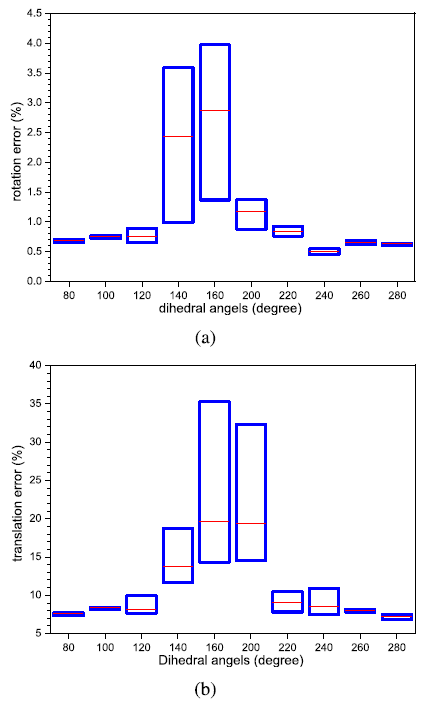 4.5
4.0
3.5
3.0
2.5
2.0
1.5
1.0
0.5
0.0
rotation error (%)
80 100 120 140 160 200 220 240 260 280
dihedral angels (degree)
(a)
40
35
30
25
20
15
10
5
translation error (%)
80 100 120 140 160 200 220 240 260 280
Dihedral angels (degree)
(b)